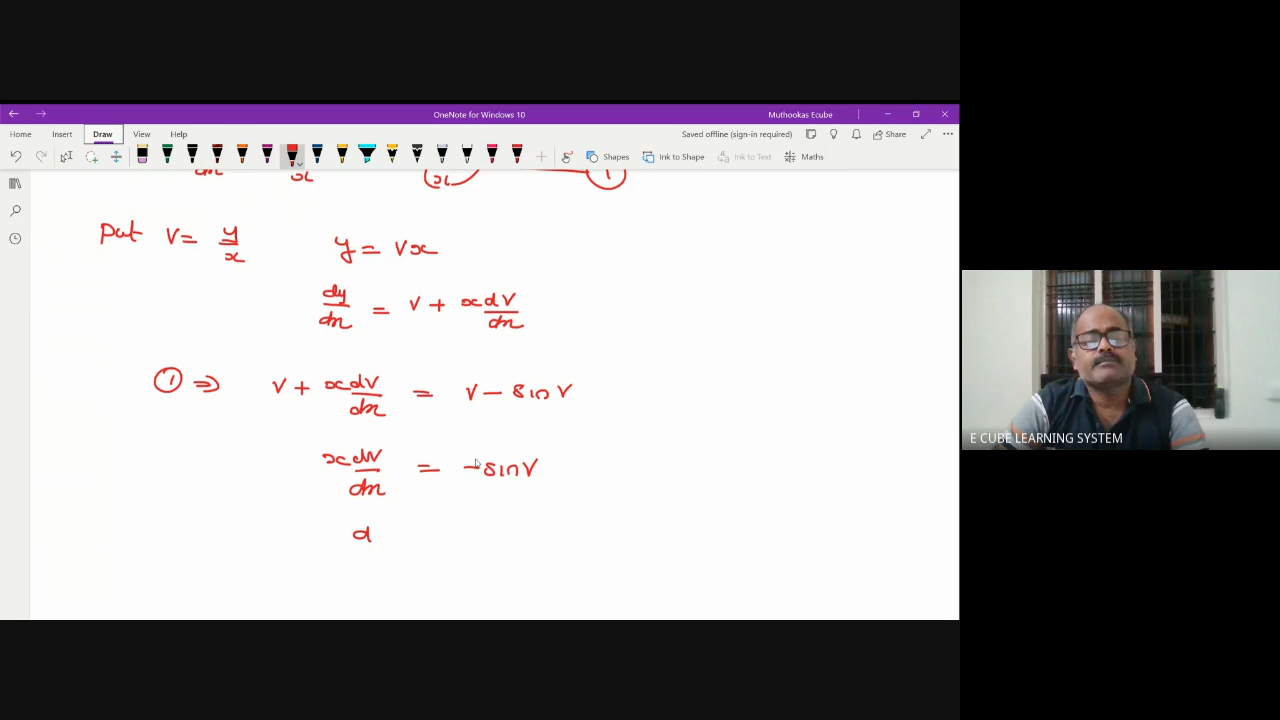 OneNote for Windows 10
Muthookas Ecube
Home Insert Draw View Help
Saved offline (sign-in required)
Share
Shapes
Ink to Shape
Ink to Text
Maths
dx x (x) 1
Put V = y/x y = Vx
dy/dx = V + x dV/dx
① ⇒ V + x dV/dx = V - sin V
x dV/dx = - sin V
d
E CUBE LEARNING SYSTEM